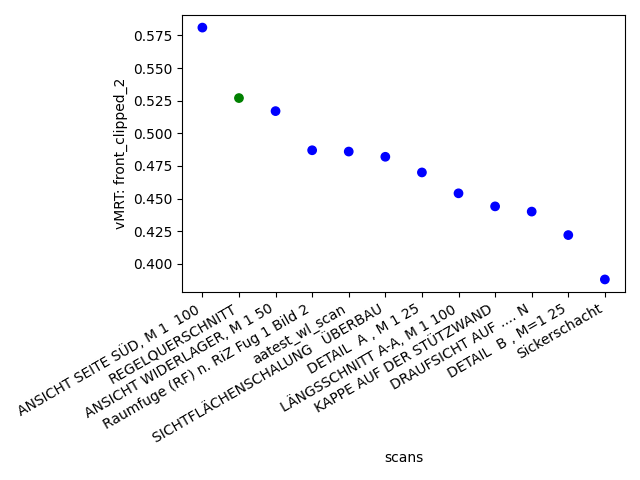 0.575
0.550
0.525
0.500
0.475
0.450
0.425
0.400
vMRT: front_clipped_2
ANSICHT SEITE SÜD, M 1  100
REGELQUERSCHNITT
ANSICHT WIDERLAGER, M 1 50
Raumfuge (RF) n. RiZ Fug 1 Bild 2
aatest_wl_scan
SICHTFLÄCHENSCHALUNG   ÜBERBAU
DETAIL  A , M 1 25
LÄNGSSCHNITT A-A, M 1 100
KAPPE AUF DER STÜTZWAND
DRAUFSICHT AUF .... N
DETAIL  B , M=1 25
Sickerschacht
scans